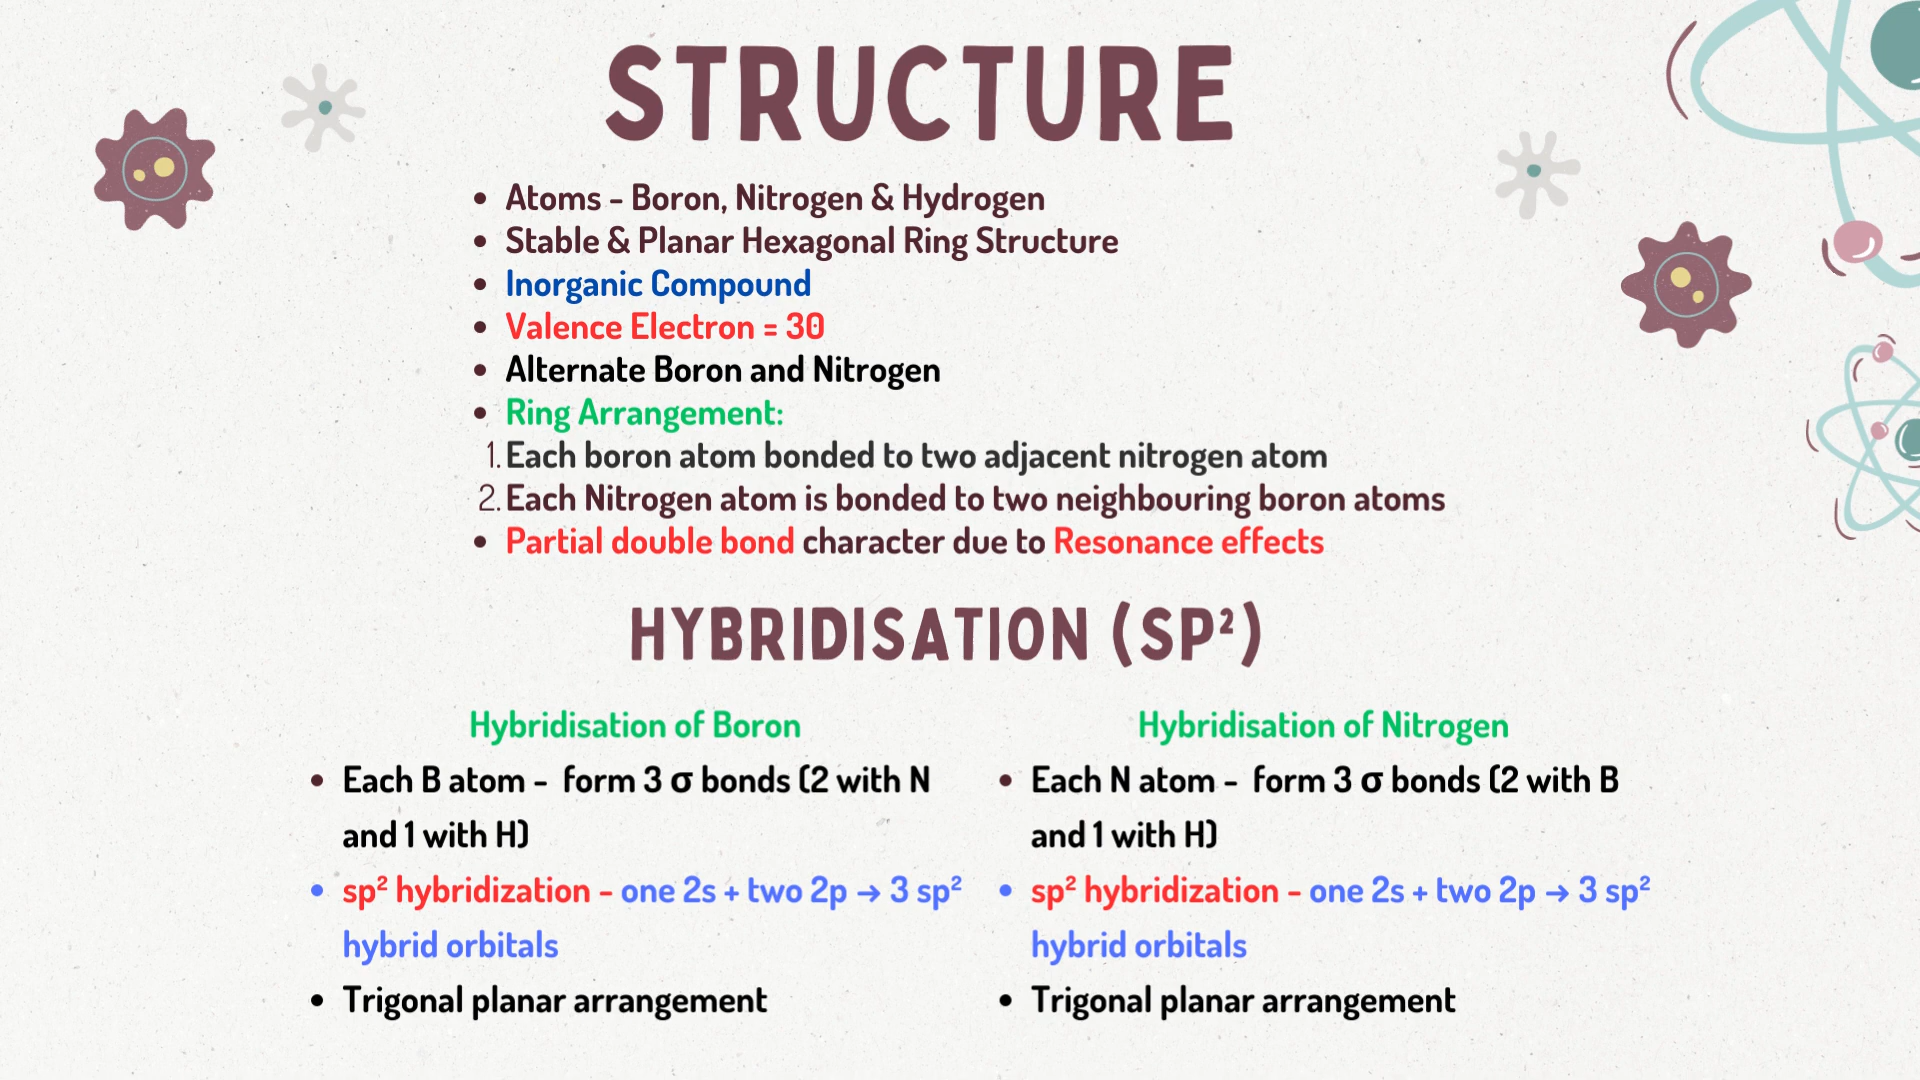 STRUCTURE
• Atoms - Boron, Nitrogen & Hydrogen
• Stable & Planar Hexagonal Ring Structure
• Inorganic Compound
• Valence Electron = 30
• Alternate Boron and Nitrogen
• Ring Arrangement:
1. Each boron atom bonded to two adjacent nitrogen atom
2. Each Nitrogen atom is bonded to two neighbouring boron atoms
• Partial double bond character due to Resonance effects
HYBRIDISATION (SP²)
Hybridisation of Boron
• Each B atom - form 3 σ bonds (2 with N
and 1 with H)
• sp² hybridization - one 2s + two 2p → 3 sp²
hybrid orbitals
• Trigonal planar arrangement
Hybridisation of Nitrogen
• Each N atom - form 3 σ bonds (2 with B
and 1 with H)
• sp² hybridization - one 2s + two 2p → 3 sp²
hybrid orbitals
• Trigonal planar arrangement